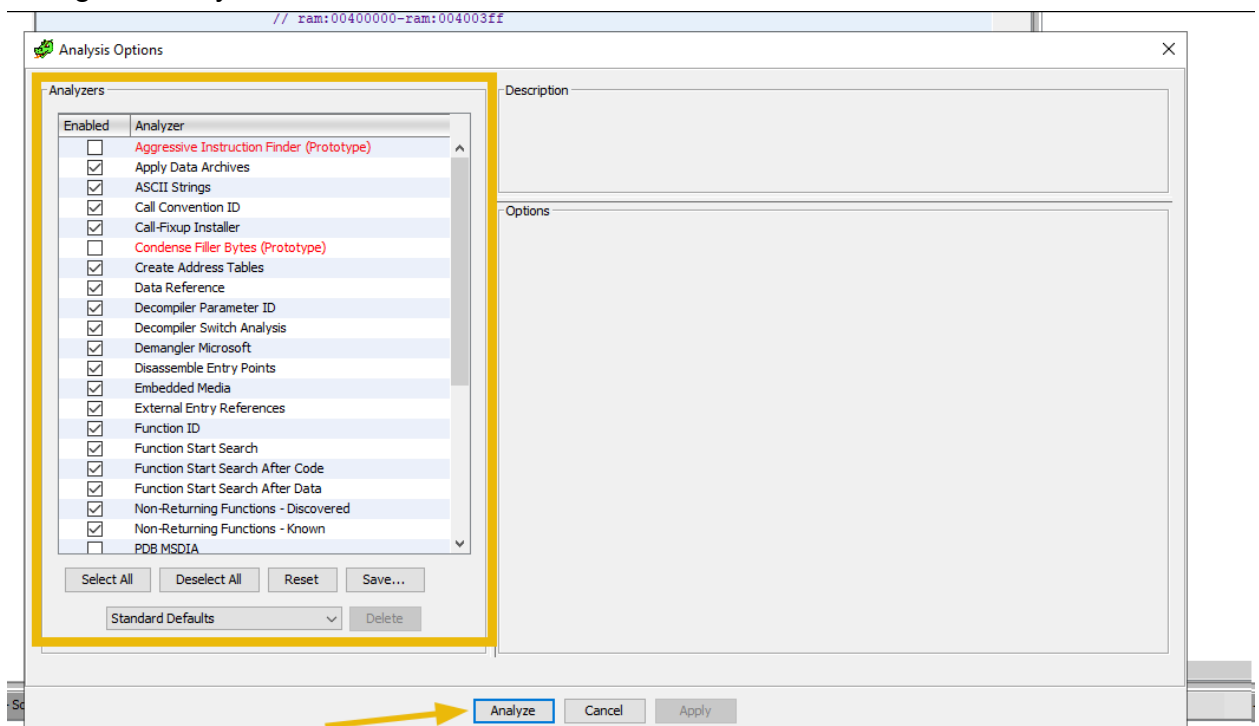 // ram:00400000-ram:004003ff
Analysis Options
Analyzers
Description
Enabled Analyzer
Aggressive Instruction Finder (Prototype)
Apply Data Archives
ASCII Strings
Call Convention ID
Options
Call-Fixup Installer
Condense Filler Bytes (Prototype)
Create Address Tables
Data Reference
Decompiler Parameter ID
Decompiler Switch Analysis
Demangler Microsoft
Disassemble Entry Points
Embedded Media
External Entry References
Function ID
Function Start Search
Function Start Search After Code
Function Start Search After Data
Non-Returning Functions - Discovered
Non-Returning Functions - Known
PDB MSDIA
Select All Deselect All Reset Save...
Standard Defaults Delete
Analyze Cancel Apply